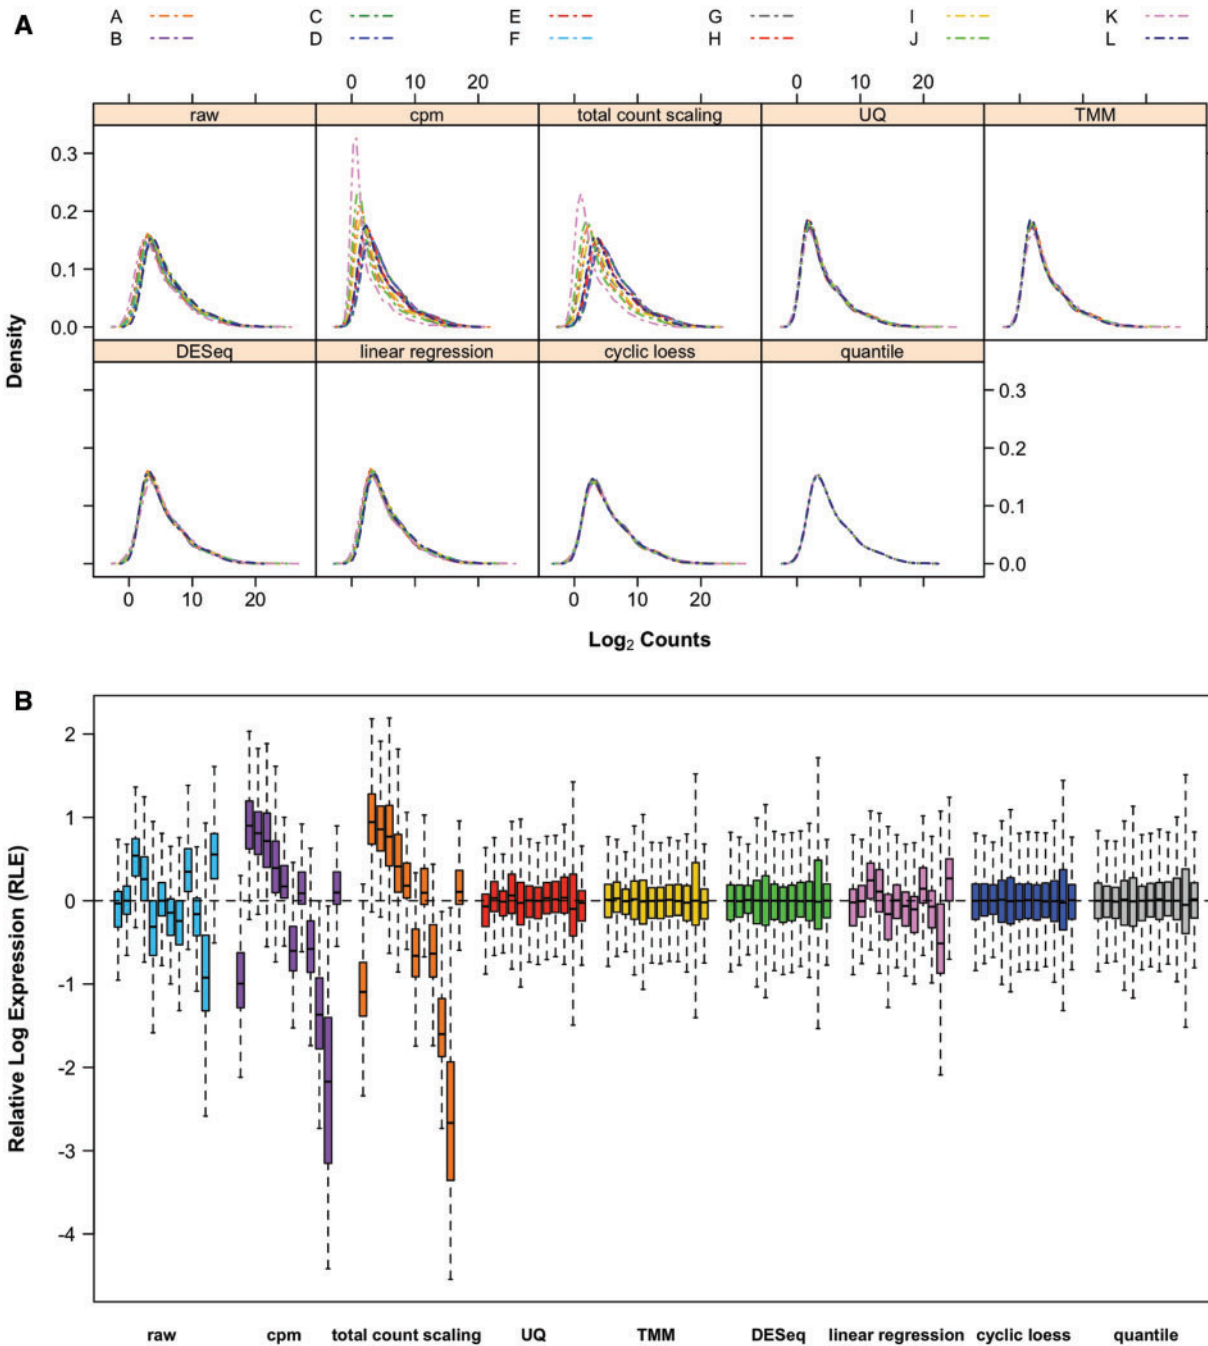 A
A C E G I K
B D F H J L
0 10 20 0 10 20
raw cpm total count scaling UQ TMM
0.3
0.2
0.1
0.0
Density
DESeq linear regression cyclic loess quantile
0.3
0.2
0.1
0.0
0 10 20 0 10 20
Log2 Counts
B
2
1
0
-1
-2
-3
-4
Relative Log Expression (RLE)
raw cpm total count scaling UQ TMM DESeq linear regression cyclic loess quantile